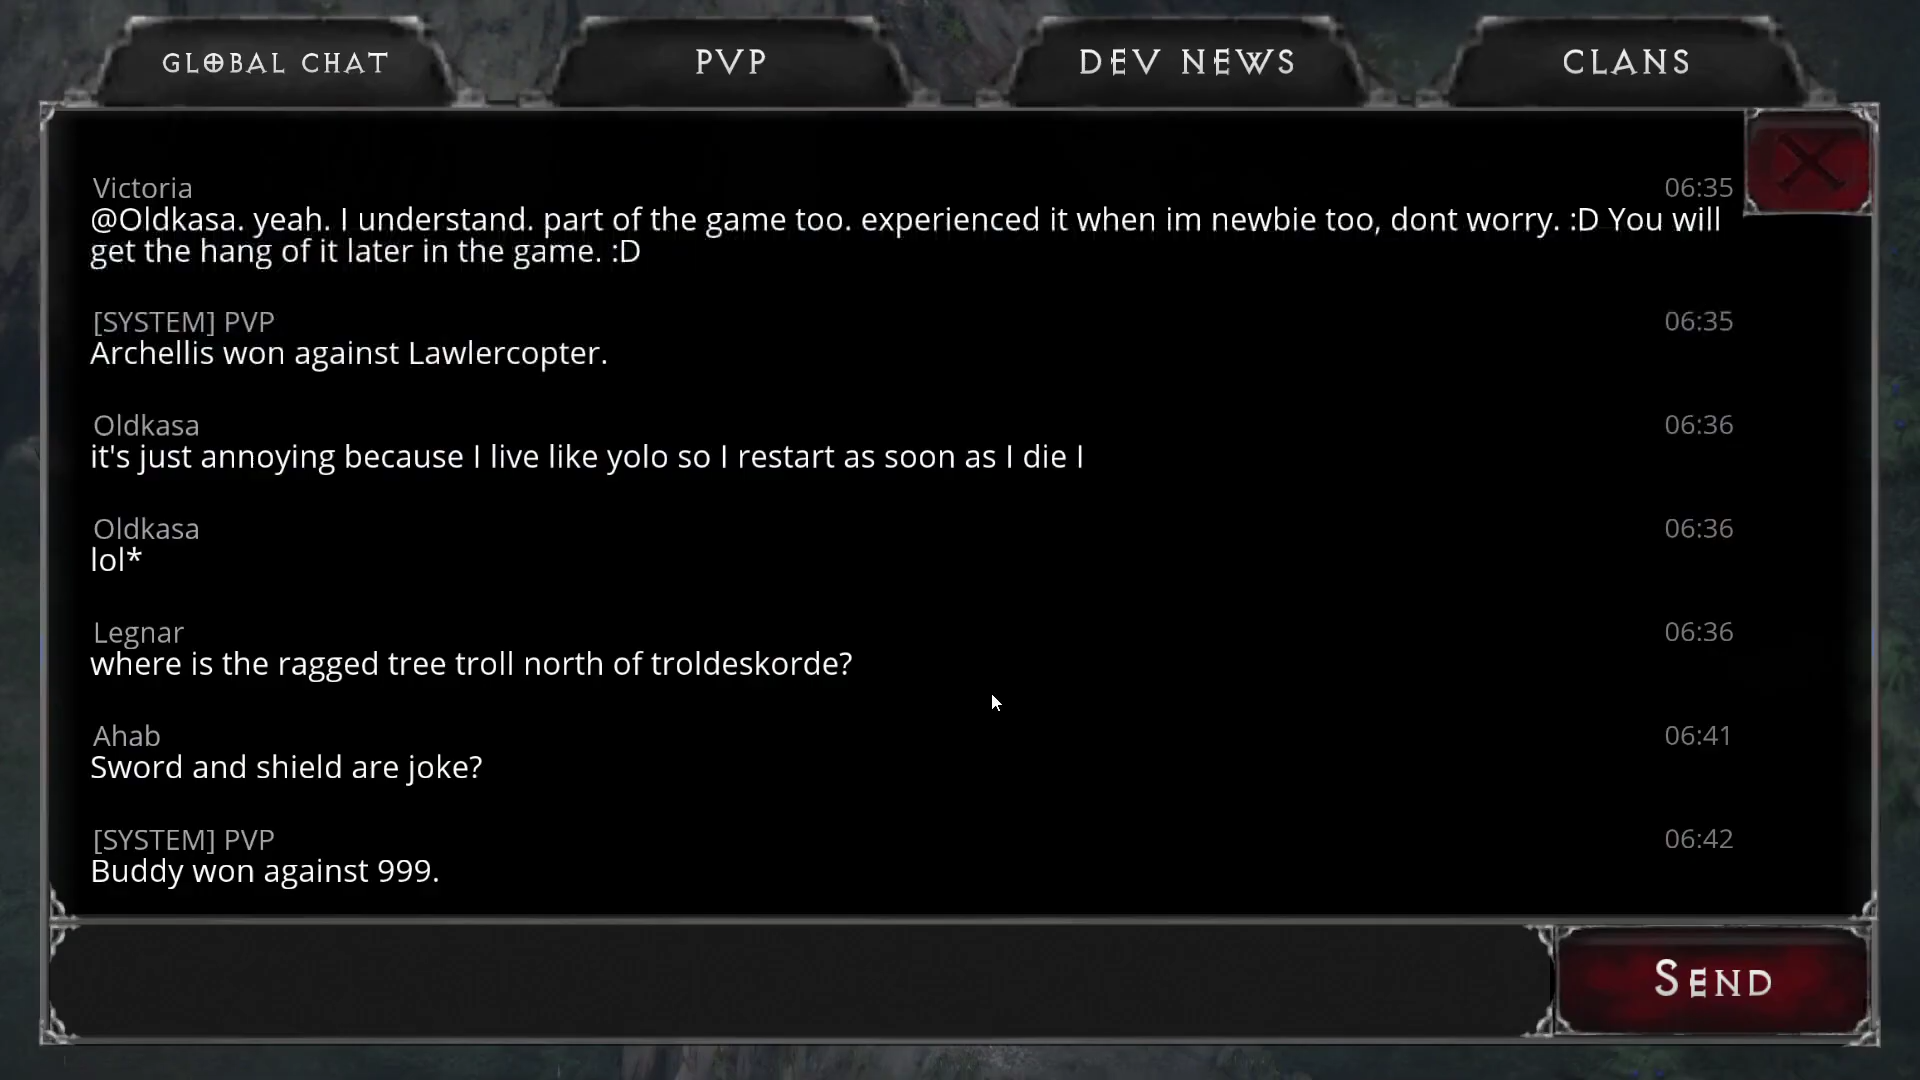 GLOBAL CHAT
PVP
DEV NEWS
CLANS
Victoria 06:35
@Oldkasa. yeah. I understand. part of the game too. experienced it when im newbie too, dont worry. :D You will
get the hang of it later in the game. :D
[SYSTEM] PVP 06:35
Archellis won against Lawlercopter.
Oldkasa 06:36
it's just annoying because I live like yolo so I restart as soon as I die I
Oldkasa 06:36
lol*
Legnar 06:36
where is the ragged tree troll north of troldeskorde?
Ahab 06:41
Sword and shield are joke?
[SYSTEM] PVP 06:42
Buddy won against 999.
SEND